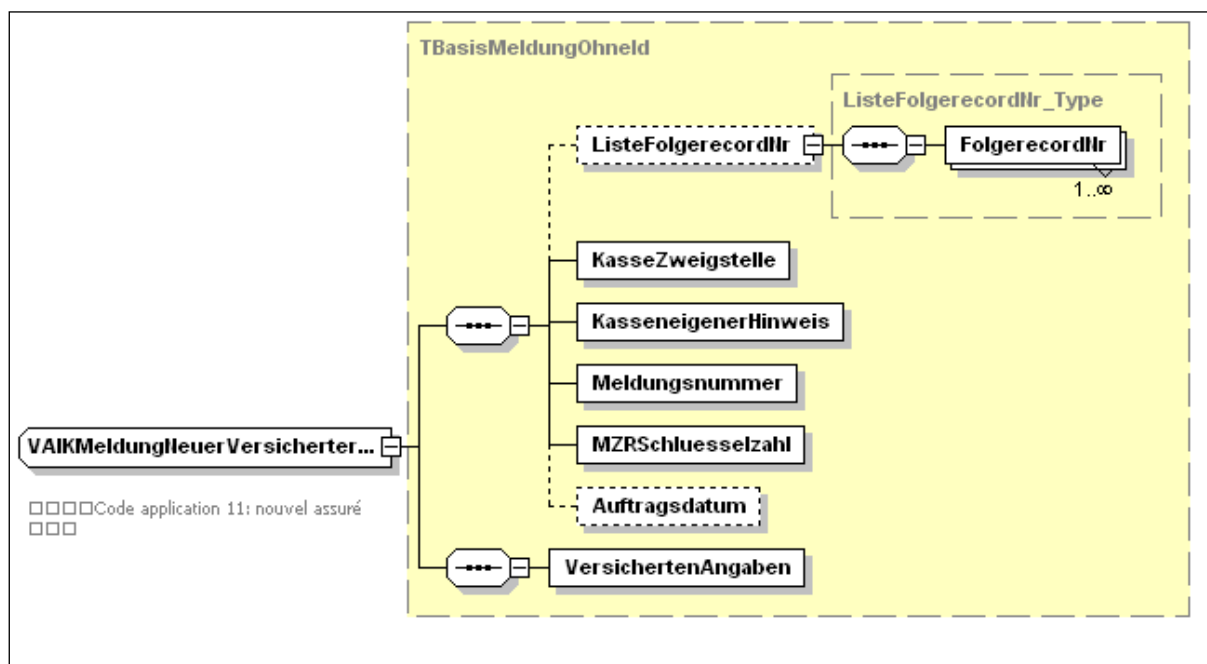 TBasisMeldungOhneId
ListeFolgerecordNr_Type
ListeFolgerecordNr
FolgerecordNr
1..∞
KasseZweigstelle
KasseneigenerHinweis
Meldungsnummer
VAIKMeldungNeuerVersicherter...
MZRSchluesselzahl
□□□□Code application 11: nouvel assuré
□□□
Auftragsdatum
VersichertenAngaben